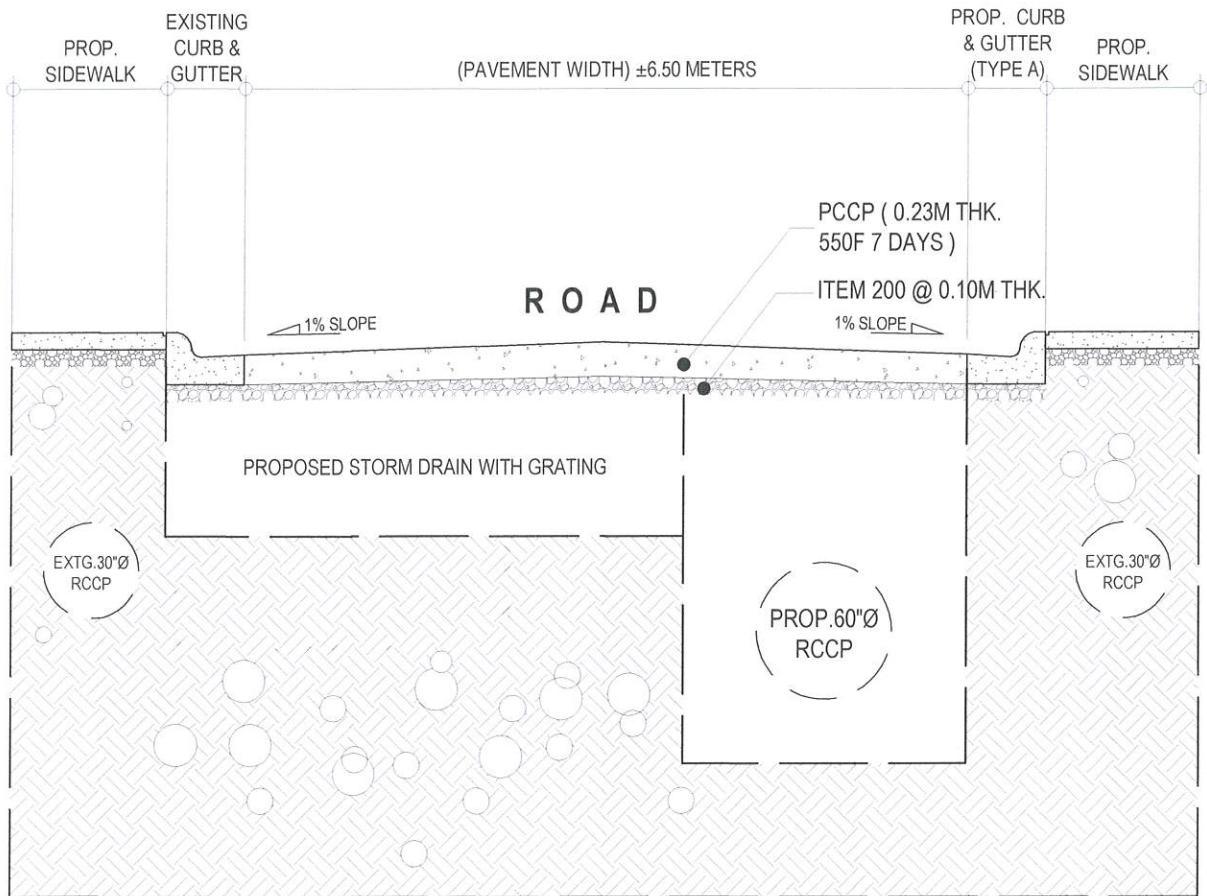 PROP.
SIDEWALK
EXISTING
CURB &
GUTTER
(PAVEMENT WIDTH) ±6.50 METERS
PROP. CURB
& GUTTER
(TYPE A)
PROP.
SIDEWALK
PCCP ( 0.23M THK.
550F 7 DAYS )
ITEM 200 @ 0.10M THK.
ROAD
1% SLOPE
1% SLOPE
PROPOSED STORM DRAIN WITH GRATING
EXTG.30"Ø
RCCP
PROP.60"Ø
RCCP
EXTG.30"Ø
RCCP